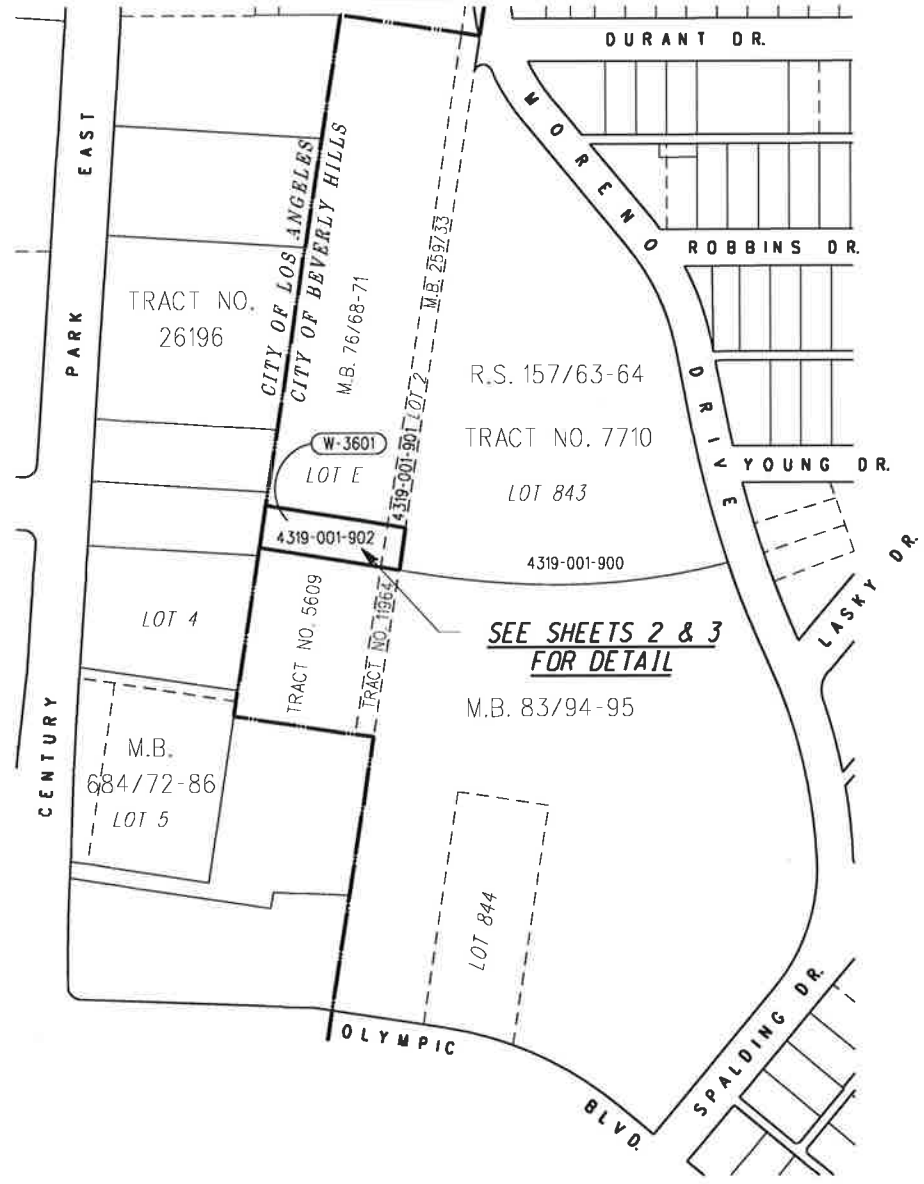 DURANT DR.
MORENO
DRIVE
EAST
PARK
CENTURY
CITY OF LOS ANGELES
CITY OF BEVERLY HILLS
M.B. 76/68-71
M.B. 259/33
TRACT NO.
26196
ROBBINS DR.
R.S. 157/63-64
TRACT NO. 7710
LOT 843
YOUNG DR.
W-3601
LOT E
LOT 2
4319-001-901
4319-001-902
4319-001-900
LASKY DR.
LOT 4
TRACT NO. 5609
TRACT NO. 11964
SEE SHEETS 2 & 3
FOR DETAIL
M.B. 83/94-95
M.B.
684/72-86
LOT 5
LOT 844
OLYMPIC
BLVD.
SPALDING DR.